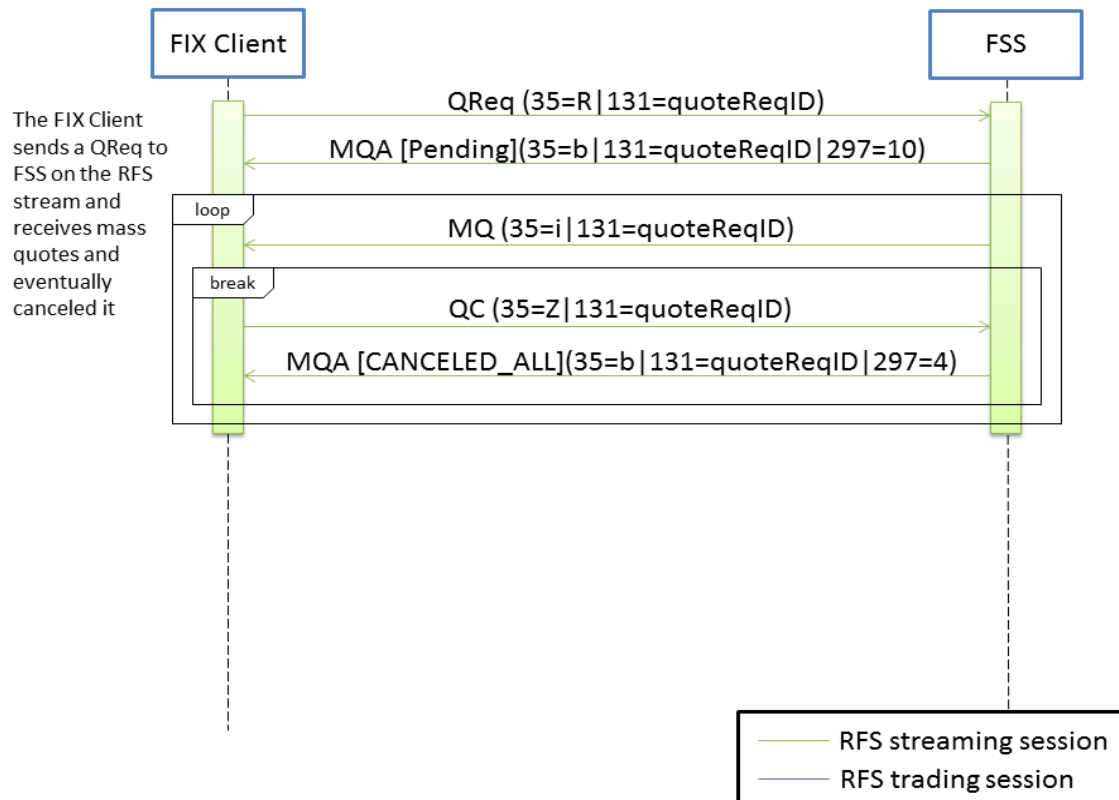 FIX Client
FSS
The FIX Client
sends a QReq to
FSS on the RFS
stream and
receives mass
quotes and
eventually
canceled it
QReq (35=R|131=quoteReqID)
MQA [Pending](35=b|131=quoteReqID|297=10)
loop
MQ (35=i|131=quoteReqID)
break
QC (35=Z|131=quoteReqID)
MQA [CANCELED_ALL](35=b|131=quoteReqID|297=4)
RFS streaming session
RFS trading session